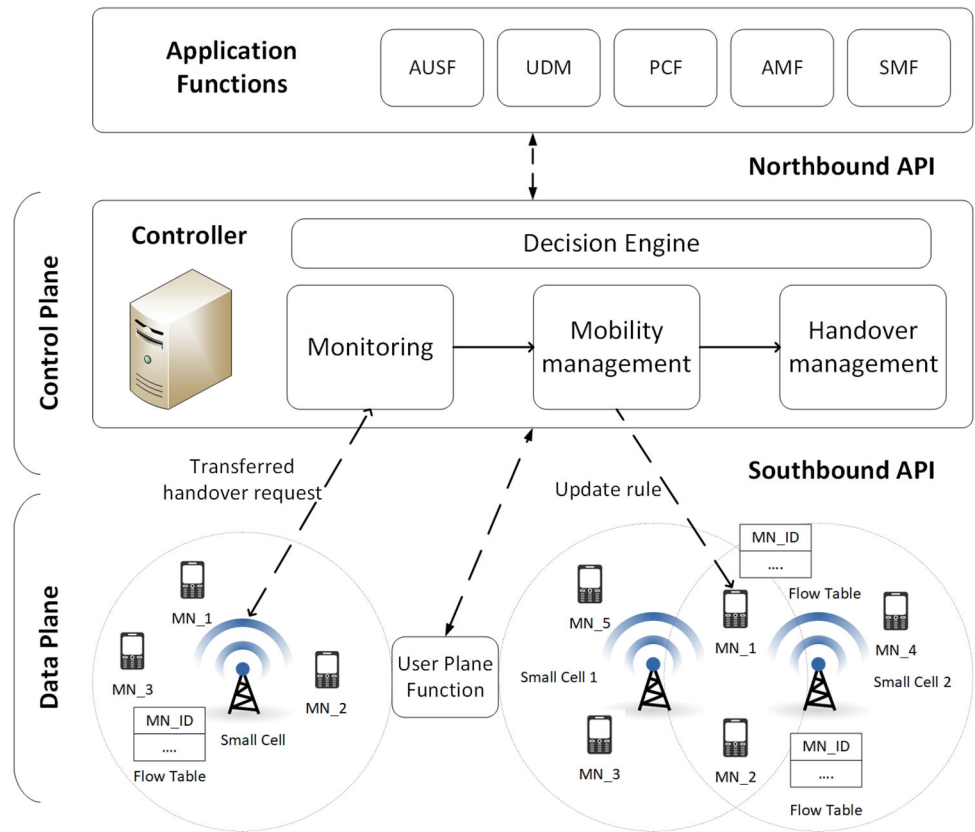 Application
Functions
AUSF
UDM
PCF
AMF
SMF
Northbound API
Control Plane
Controller
Decision Engine
Monitoring
Mobility
management
Handover
management
Transferred
handover request
Update rule
Southbound API
Data Plane
MN_1
MN_3
MN_2
MN_ID
....
Small Cell
Flow Table
User Plane
Function
MN_ID
....
Flow Table
MN_5
MN_1
MN_4
Small Cell 1
Small Cell 2
MN_3
MN_2
MN_ID
....
Flow Table